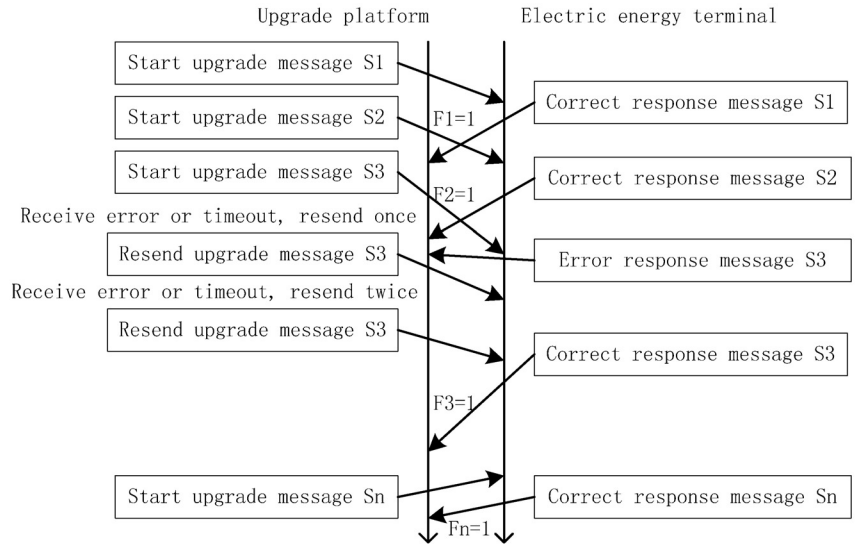 Upgrade platform
Electric energy terminal
Start upgrade message S1
Correct response message S1
Start upgrade message S2
F1=1
Start upgrade message S3
Correct response message S2
F2=1
Receive error or timeout, resend once
Resend upgrade message S3
Error response message S3
Receive error or timeout, resend twice
Resend upgrade message S3
Correct response message S3
F3=1
Start upgrade message Sn
Correct response message Sn
Fn=1